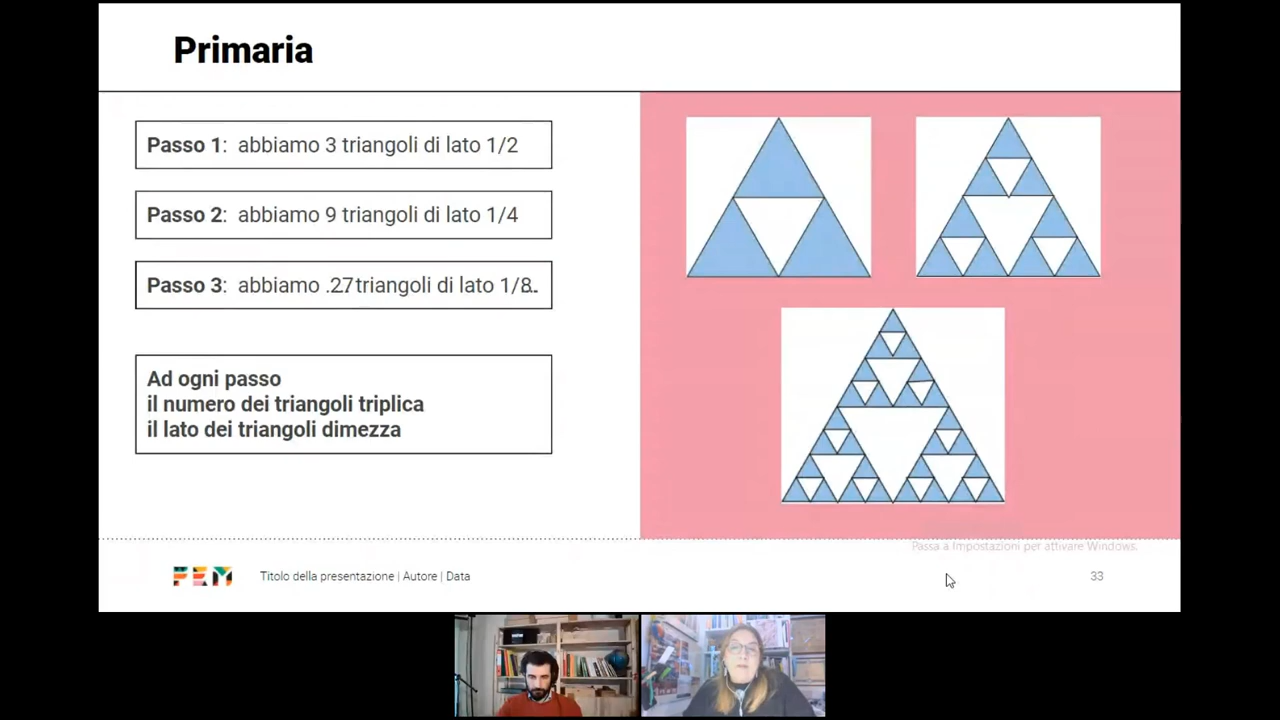 Primaria
Passo 1: abbiamo 3 triangoli di lato 1/2
Passo 2: abbiamo 9 triangoli di lato 1/4
Passo 3: abbiamo .27triangoli di lato 1/8..
Ad ogni passo
il numero dei triangoli triplica
il lato dei triangoli dimezza
Passa a Impostazioni per attivare Windows.
FEM
Titolo della presentazione | Autore | Data
33